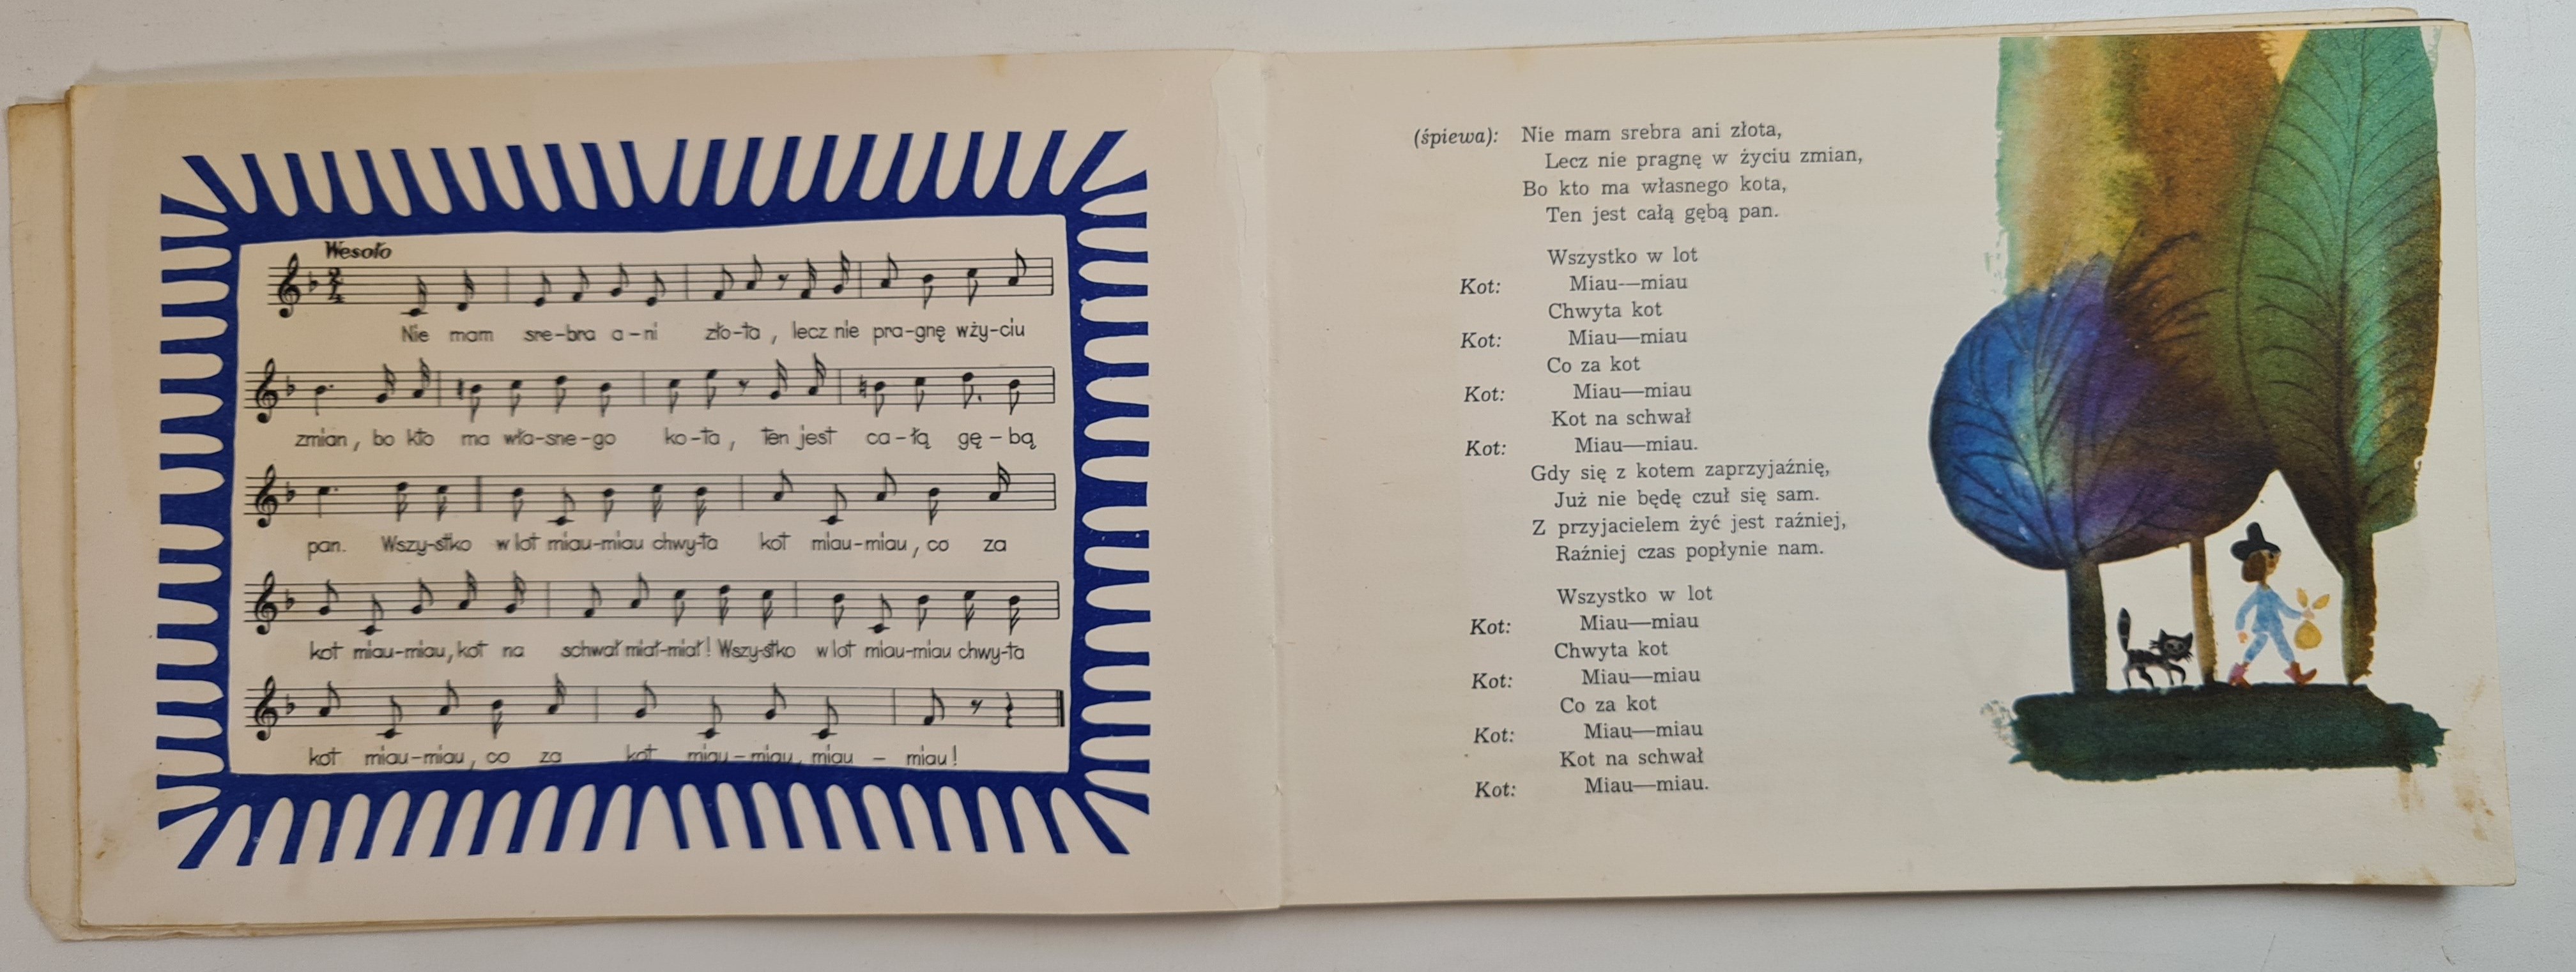 Wesoło
2
4
Nie mam sre-bra a-ni zło-ta, lecz nie pra-gnę wży-ciu
zmian, bo kto ma wła-sne-go ko-ta, ten jest ca-łą gę-bą
pan. Wszy-stko w lot miau-miau chwy-ta kot miau-miau, co za
kot miau-miau, kot na schwał miał-miał! Wszy-stko w lot miau-miau chwy-ta
kot miau-miau, co za kot miau-miau, miau - miau!
(śpiewa): Nie mam srebra ani złota,
Lecz nie pragnę w życiu zmian,
Bo kto ma własnego kota,
Ten jest całą gębą pan.
Wszystko w lot
Kot: Miau—miau
Chwyta kot
Kot: Miau—miau
Co za kot
Kot: Miau—miau
Kot na schwał
Kot: Miau—miau.
Gdy się z kotem zaprzyjaźnię,
Już nie będę czuł się sam.
Z przyjacielem żyć jest raźniej,
Raźniej czas popłynie nam.
Wszystko w lot
Kot: Miau—miau
Chwyta kot
Kot: Miau—miau
Co za kot
Kot: Miau—miau
Kot na schwał
Kot: Miau—miau.